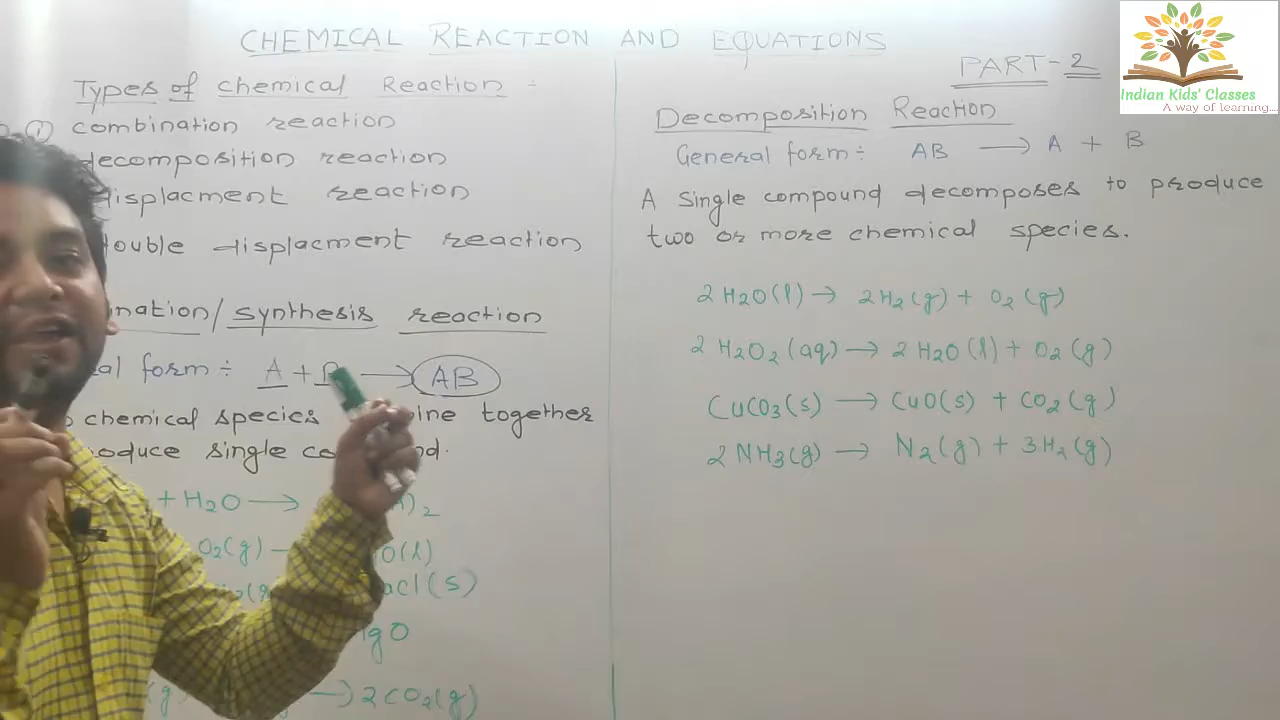 CHEMICAL REACTION AND EQUATIONS
Types of chemical Reaction :
① combination reaction
decomposition reaction
displacment reaction
double displacment reaction
/synthesis reaction
form ÷ A + B → AB
chemical species together
single
+ H2O →
O2(g)
(s)
→ 2CO2(g)
PART-2
Decomposition Reaction
General form ÷ AB → A + B
A single compound decomposes to produce
two or more chemical species.
2H2O(l) → 2H2(g) + O2(g)
2H2O2(aq) → 2H2O(l) + O2(g)
CuCO3(s) → CuO(s) + CO2(g)
2NH3(g) → N2(g) + 3H2(g)
Indian Kids' Classes
A way of learning....